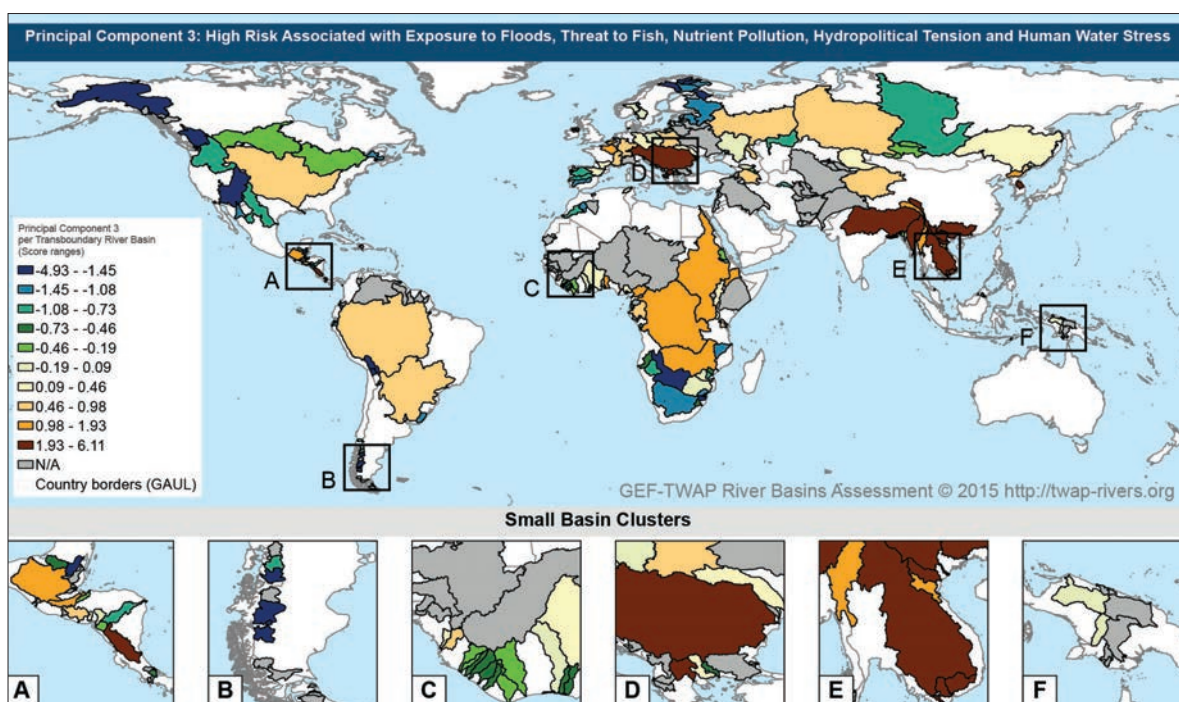 Principal Component 3: High Risk Associated with Exposure to Floods, Threat to Fish, Nutrient Pollution, Hydropolitical Tension and Human Water Stress
D
Principal Component 3
per Transboundary River Basin
(Score ranges)
-4.93 - -1.45
-1.45 - -1.08
-1.08 - -0.73
-0.73 - -0.46
-0.46 - -0.19
-0.19 - 0.09
0.09 - 0.46
0.46 - 0.98
0.98 - 1.93
1.93 - 6.11
N/A
Country borders (GAUL)
A
C
E
F
B
GEF-TWAP River Basins Assessment © 2015 http://twap-rivers.org
Small Basin Clusters
A
B
C
D
E
F